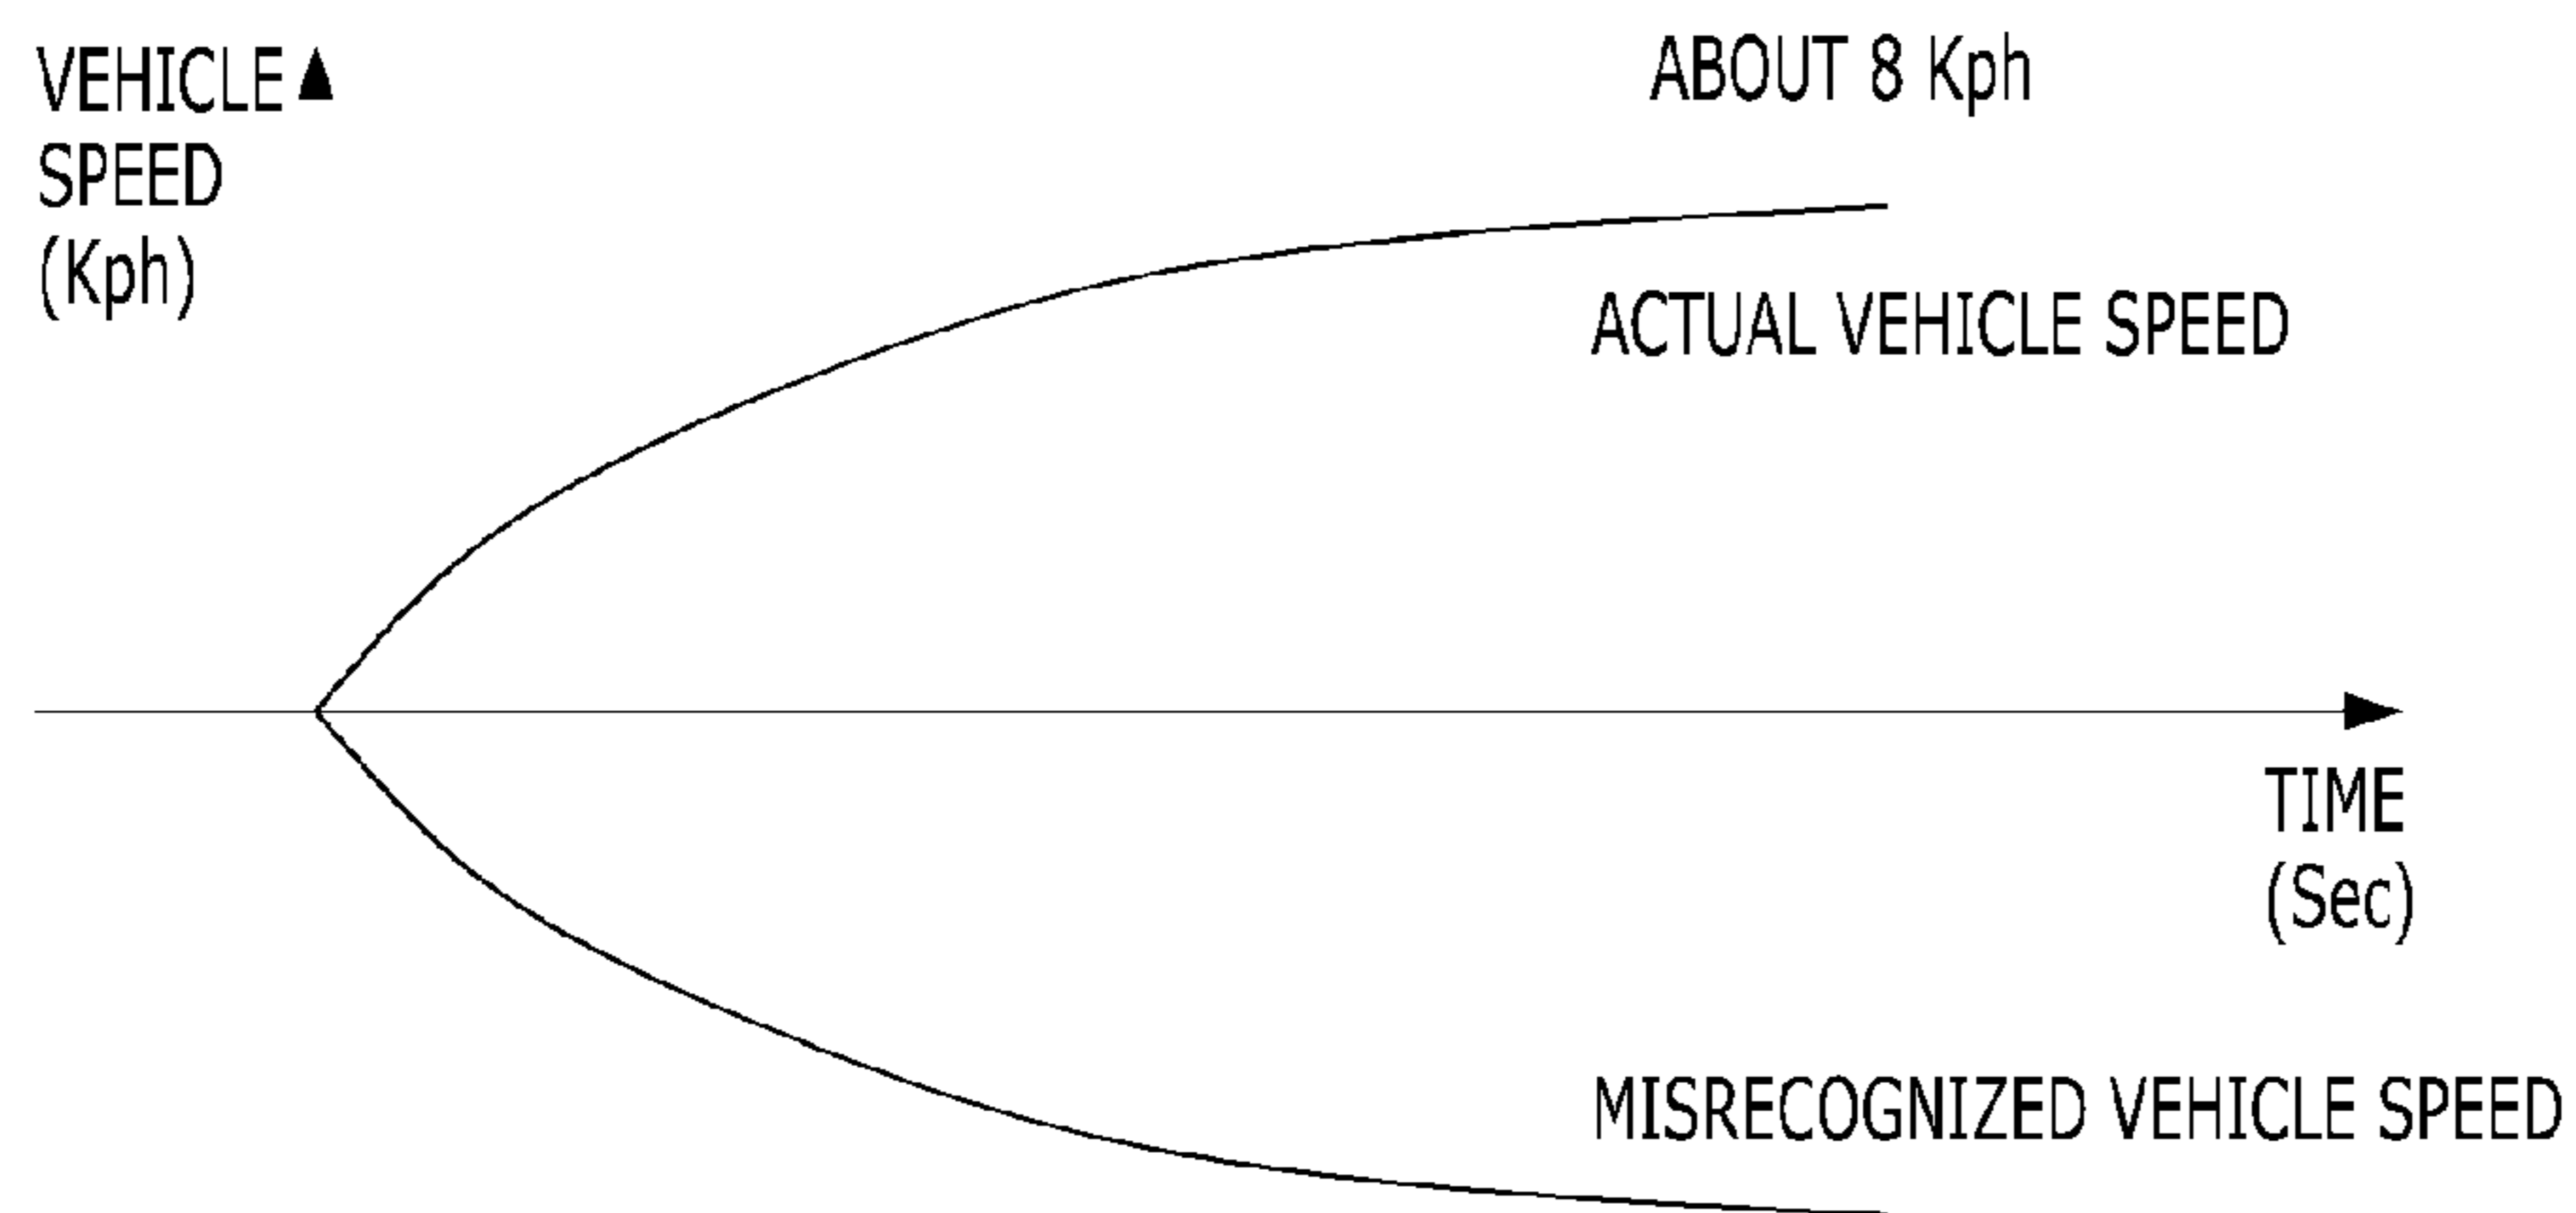 VEHICLE
SPEED
(Kph)
ABOUT 8 Kph
ACTUAL VEHICLE SPEED
TIME
(Sec)
MISRECOGNIZED VEHICLE SPEED